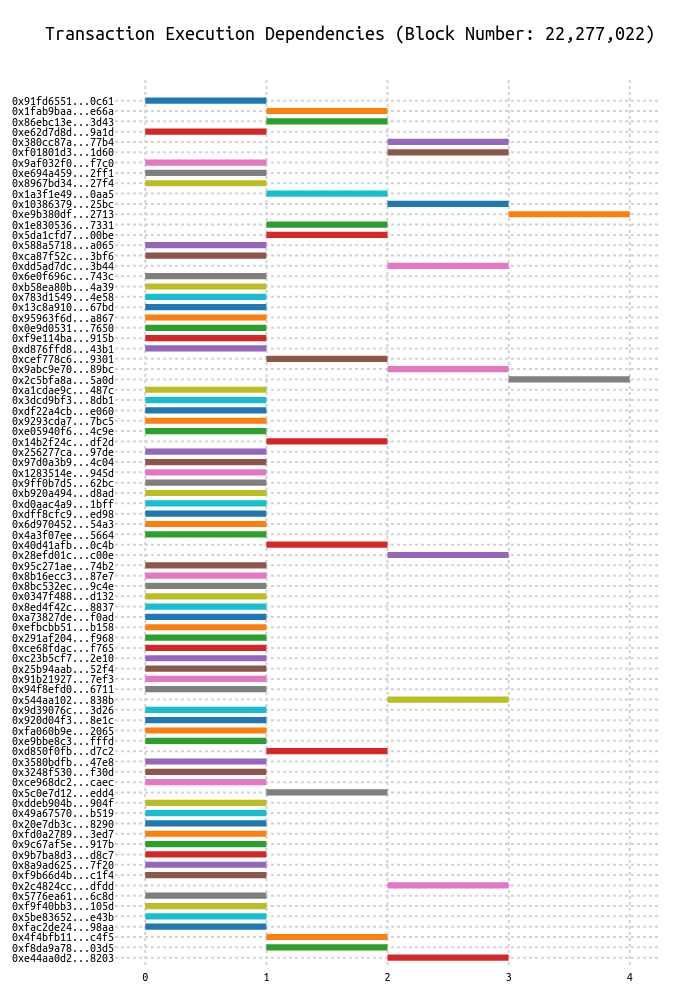 Transaction Execution Dependencies (Block Number: 22,277,022)
0x91fd6551...0c61
0x1fab9baa...e66a
0x86ebc13e...3d43
0xe62d7d8d...9a1d
0x380cc87a...77b4
0xf01801d3...1d60
0x9af032f0...f7c0
0xe694a459...2ff1
0x8967bd34...27f4
0x1a3f1e49...0aa5
0x10386379...25bc
0xe9b380df...2713
0x1e830536...7331
0x5da1cfd7...00be
0x588a5718...a065
0xca87f52c...3bf6
0xdd5ad7dc...3b44
0x6e0f696c...743c
0xb58ea80b...4a39
0x783d1549...4e58
0x13c8a910...67bd
0x95963f6d...a867
0x0e9d0531...7650
0xf9e114ba...915b
0xd876ffd8...43b1
0xcef778c6...9301
0x9abc9e70...89bc
0x2c5bfa8a...5a0d
0xa1cdae9c...487c
0x3dcd9bf3...8db1
0xdf22a4cb...e060
0x9293cda7...7bc5
0xe05940f6...4c9e
0x14b2f24c...df2d
0x256277ca...97de
0x97d0a3b9...4c04
0x1283514e...945d
0x9ff0b7d5...62bc
0xb920a494...d8ad
0xd0aac4a9...1bff
0xdff8cfc9...ed98
0x6d970452...54a3
0x4a3f07ee...5664
0x40d41afb...0c4b
0x28efd01c...c00e
0x95c271ae...74b2
0x8b16ecc3...87e7
0x8bc532ec...9c4e
0x0347f488...d132
0x8ed4f42c...8837
0xa73827de...f0ad
0xefbcbb51...b158
0x291af204...f968
0xce68fdac...f765
0xc23b5cf7...2e10
0x25b94aab...52f4
0x91b21927...7ef3
0x94f8efd0...6711
0x544aa102...838b
0x9d39076c...3d26
0x920d04f3...8e1c
0xfa060b9e...2065
0xe9bbe8c3...fffd
0xd850f0fb...d7c2
0x3580bdfb...47e8
0x3248f530...f30d
0xce968dc2...caec
0x5c0e7d12...edd4
0xddeb904b...904f
0x49a67570...b519
0x20e7db3c...8290
0xfd0a2789...3ed7
0x9c67af5e...917b
0x9b7ba8d3...d8c7
0x8a9ad625...7f20
0xf9b66d4b...c1f4
0x2c4824cc...dfdd
0x5776ea61...6c8d
0xf9f40bb3...105d
0x5be83652...e43b
0xfac2de24...98aa
0x4f4bfb11...c4f5
0xf8da9a78...03d5
0xe44aa0d2...8203
0 1 2 3 4